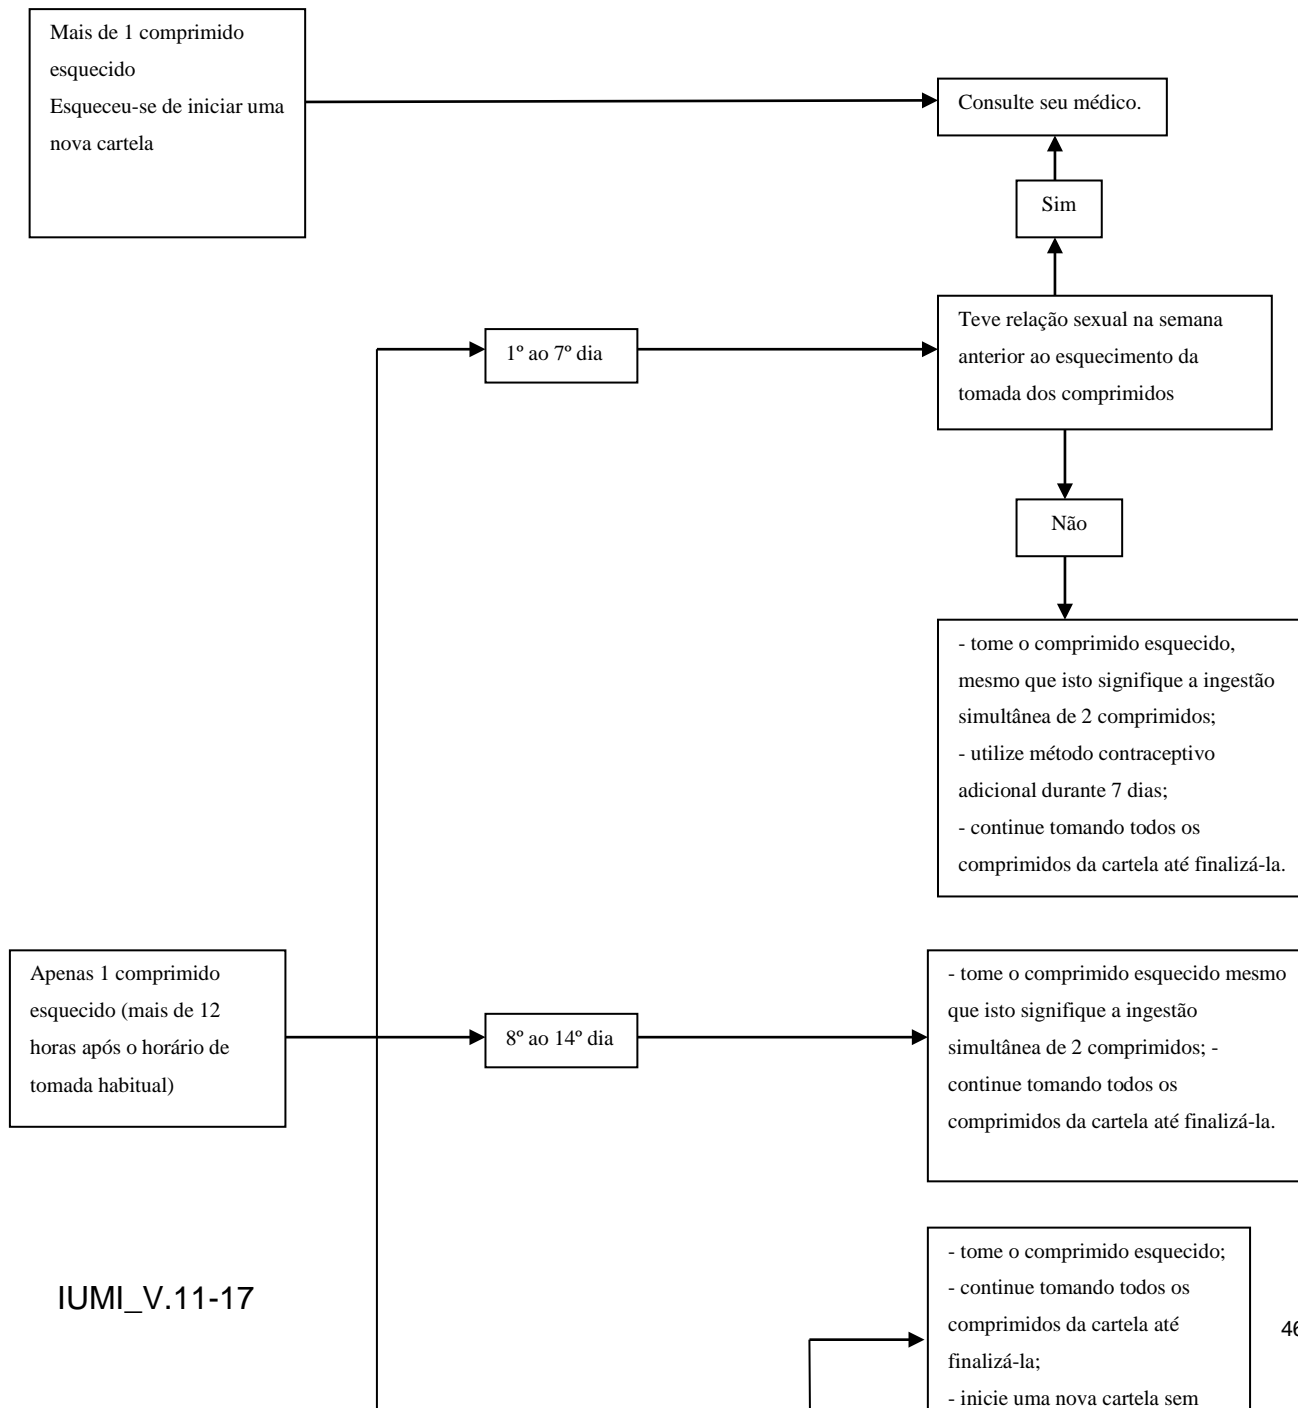 Mais de 1 comprimido
esquecido
Esqueceu-se de iniciar uma
nova cartela
Consulte seu médico.
Sim
Teve relação sexual na semana
anterior ao esquecimento da
tomada dos comprimidos
1º ao 7º dia
Não
- tome o comprimido esquecido,
mesmo que isto signifique a ingestão
simultânea de 2 comprimidos;
- utilize método contraceptivo
adicional durante 7 dias;
- continue tomando todos os
comprimidos da cartela até finalizá-la.
Apenas 1 comprimido
esquecido (mais de 12
horas após o horário de
tomada habitual)
8º ao 14º dia
- tome o comprimido esquecido mesmo
que isto signifique a ingestão
simultânea de 2 comprimidos; -
continue tomando todos os
comprimidos da cartela até finalizá-la.
- tome o comprimido esquecido;
- continue tomando todos os
comprimidos da cartela até
finalizá-la;
- inicie uma nova cartela sem
IUMI_V.11-17
46